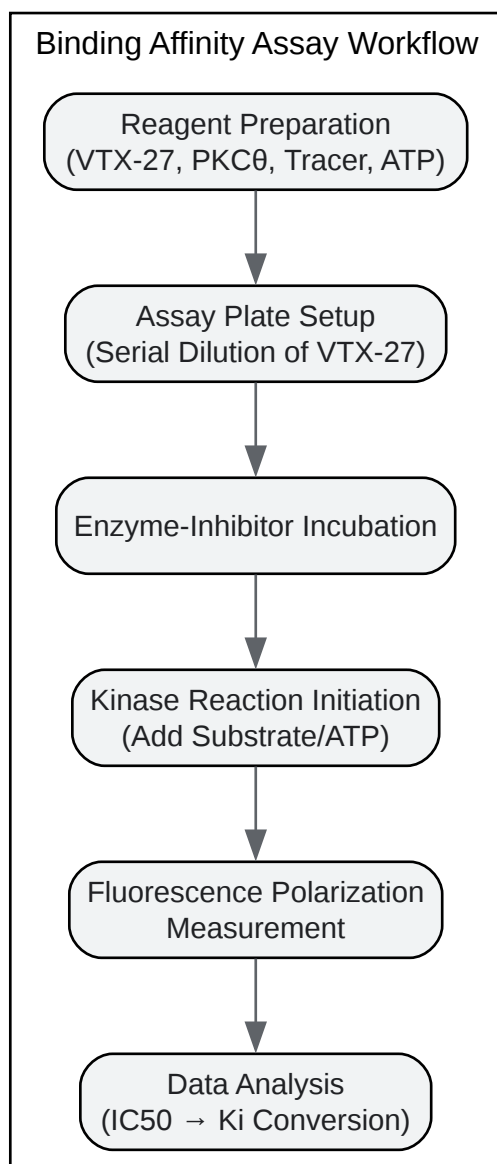 Binding Affinity Assay Workflow
Reagent Preparation
(VTX-27, PKCθ, Tracer, ATP)
Assay Plate Setup
(Serial Dilution of VTX-27)
Enzyme-Inhibitor Incubation
Kinase Reaction Initiation
(Add Substrate/ATP)
Fluorescence Polarization
Measurement
Data Analysis
(IC50 → Ki Conversion)